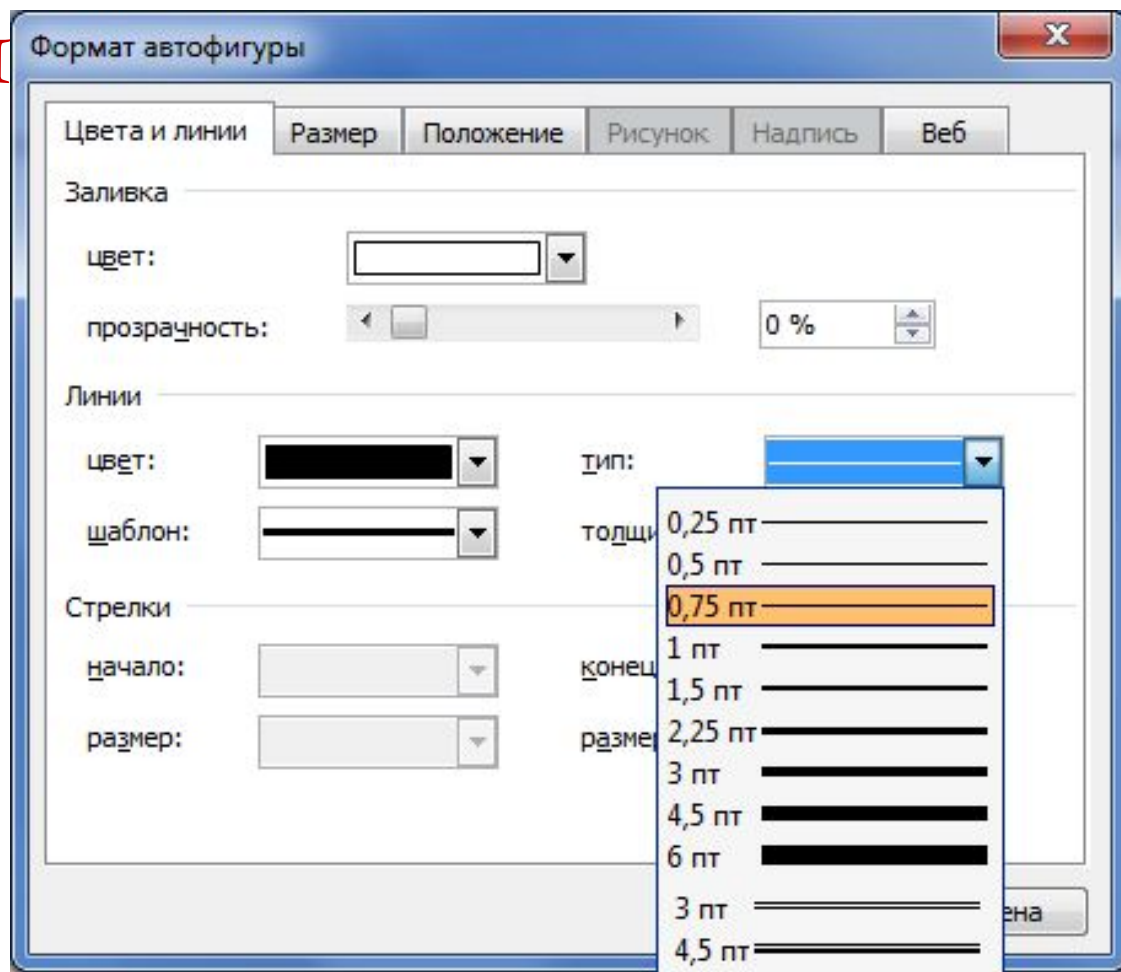 Формат автофигуры
Цвета и линии Размер Положение Рисунок Надпись Веб
Заливка
цвет:
прозрачность: 0 %
Линии
цвет: тип:
шаблон: толщи
0,25 пт
0,5 пт
0,75 пт
1 пт
1,5 пт
2,25 пт
3 пт
4,5 пт
6 пт
3 пт
4,5 пт
Стрелки
начало: конец
размер: разме
ена